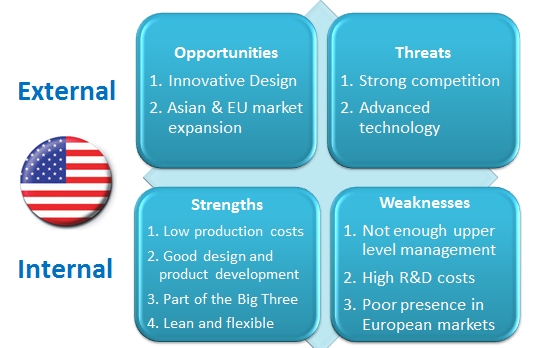 External
Opportunities
1. Innovative Design
2. Asian & EU market
expansion
Threats
1. Strong competition
2. Advanced
technology
Internal
Strengths
1. Low production costs
2. Good design and
product development
3. Part of the Big Three
4. Lean and flexible
Weaknesses
1. Not enough upper
level management
2. High R&D costs
3. Poor presence in
European markets